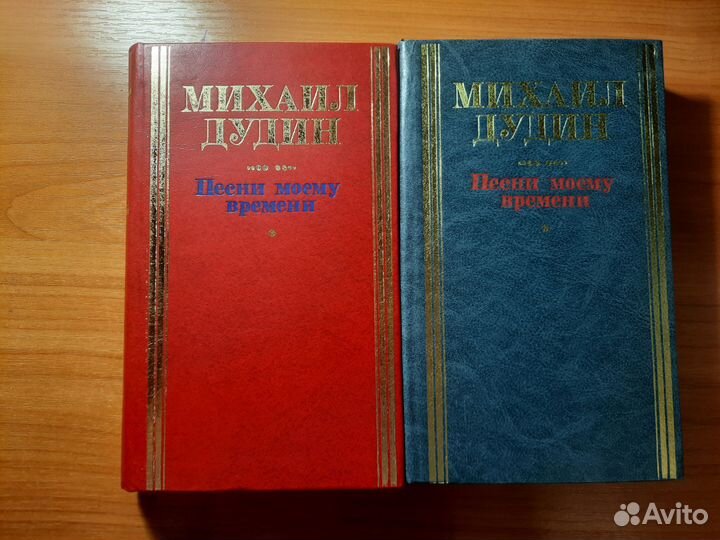 МИХАИЛ
ДУДИН
Песни моему
времени
МИХАИЛ
ДУДИН
Песни моему
времени
Avito